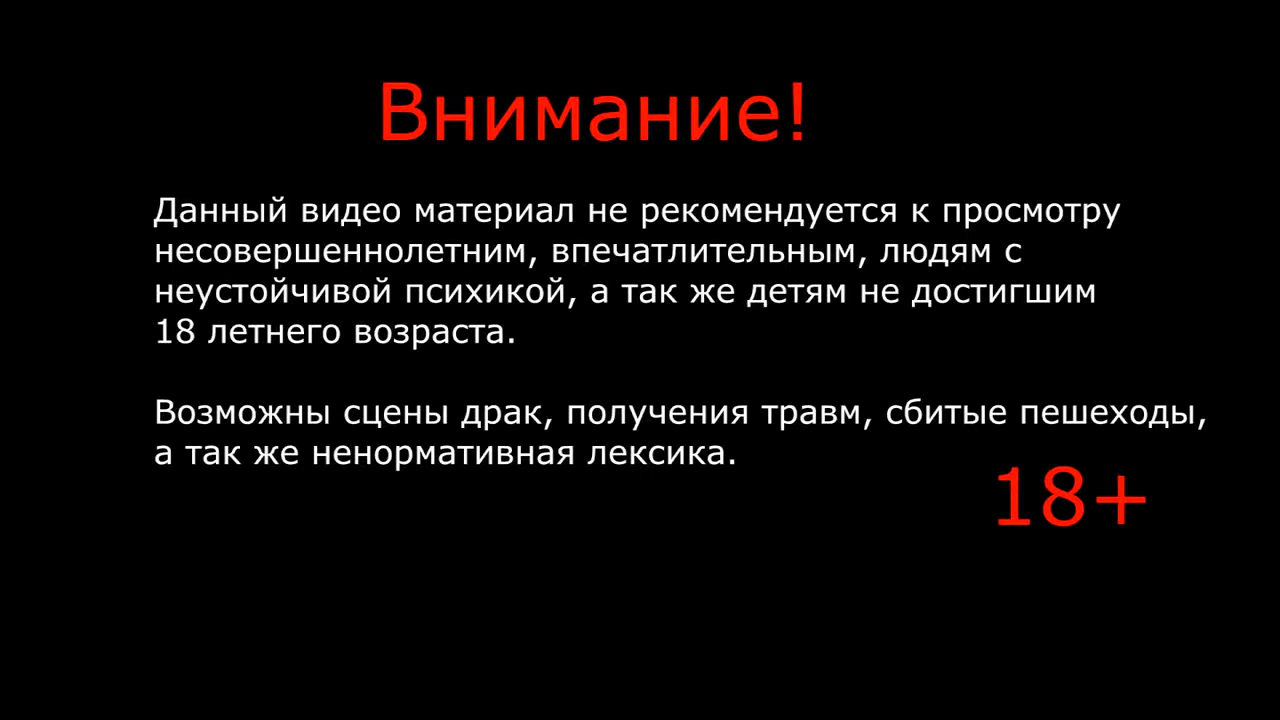 Внимание!
Данный видео материал не рекомендуется к просмотру
несовершеннолетним, впечатлительным, людям с
неустойчивой психикой, а так же детям не достигшим
18 летнего возраста.
Возможны сцены драк, получения травм, сбитые пешеходы,
а так же ненормативная лексика.
18+